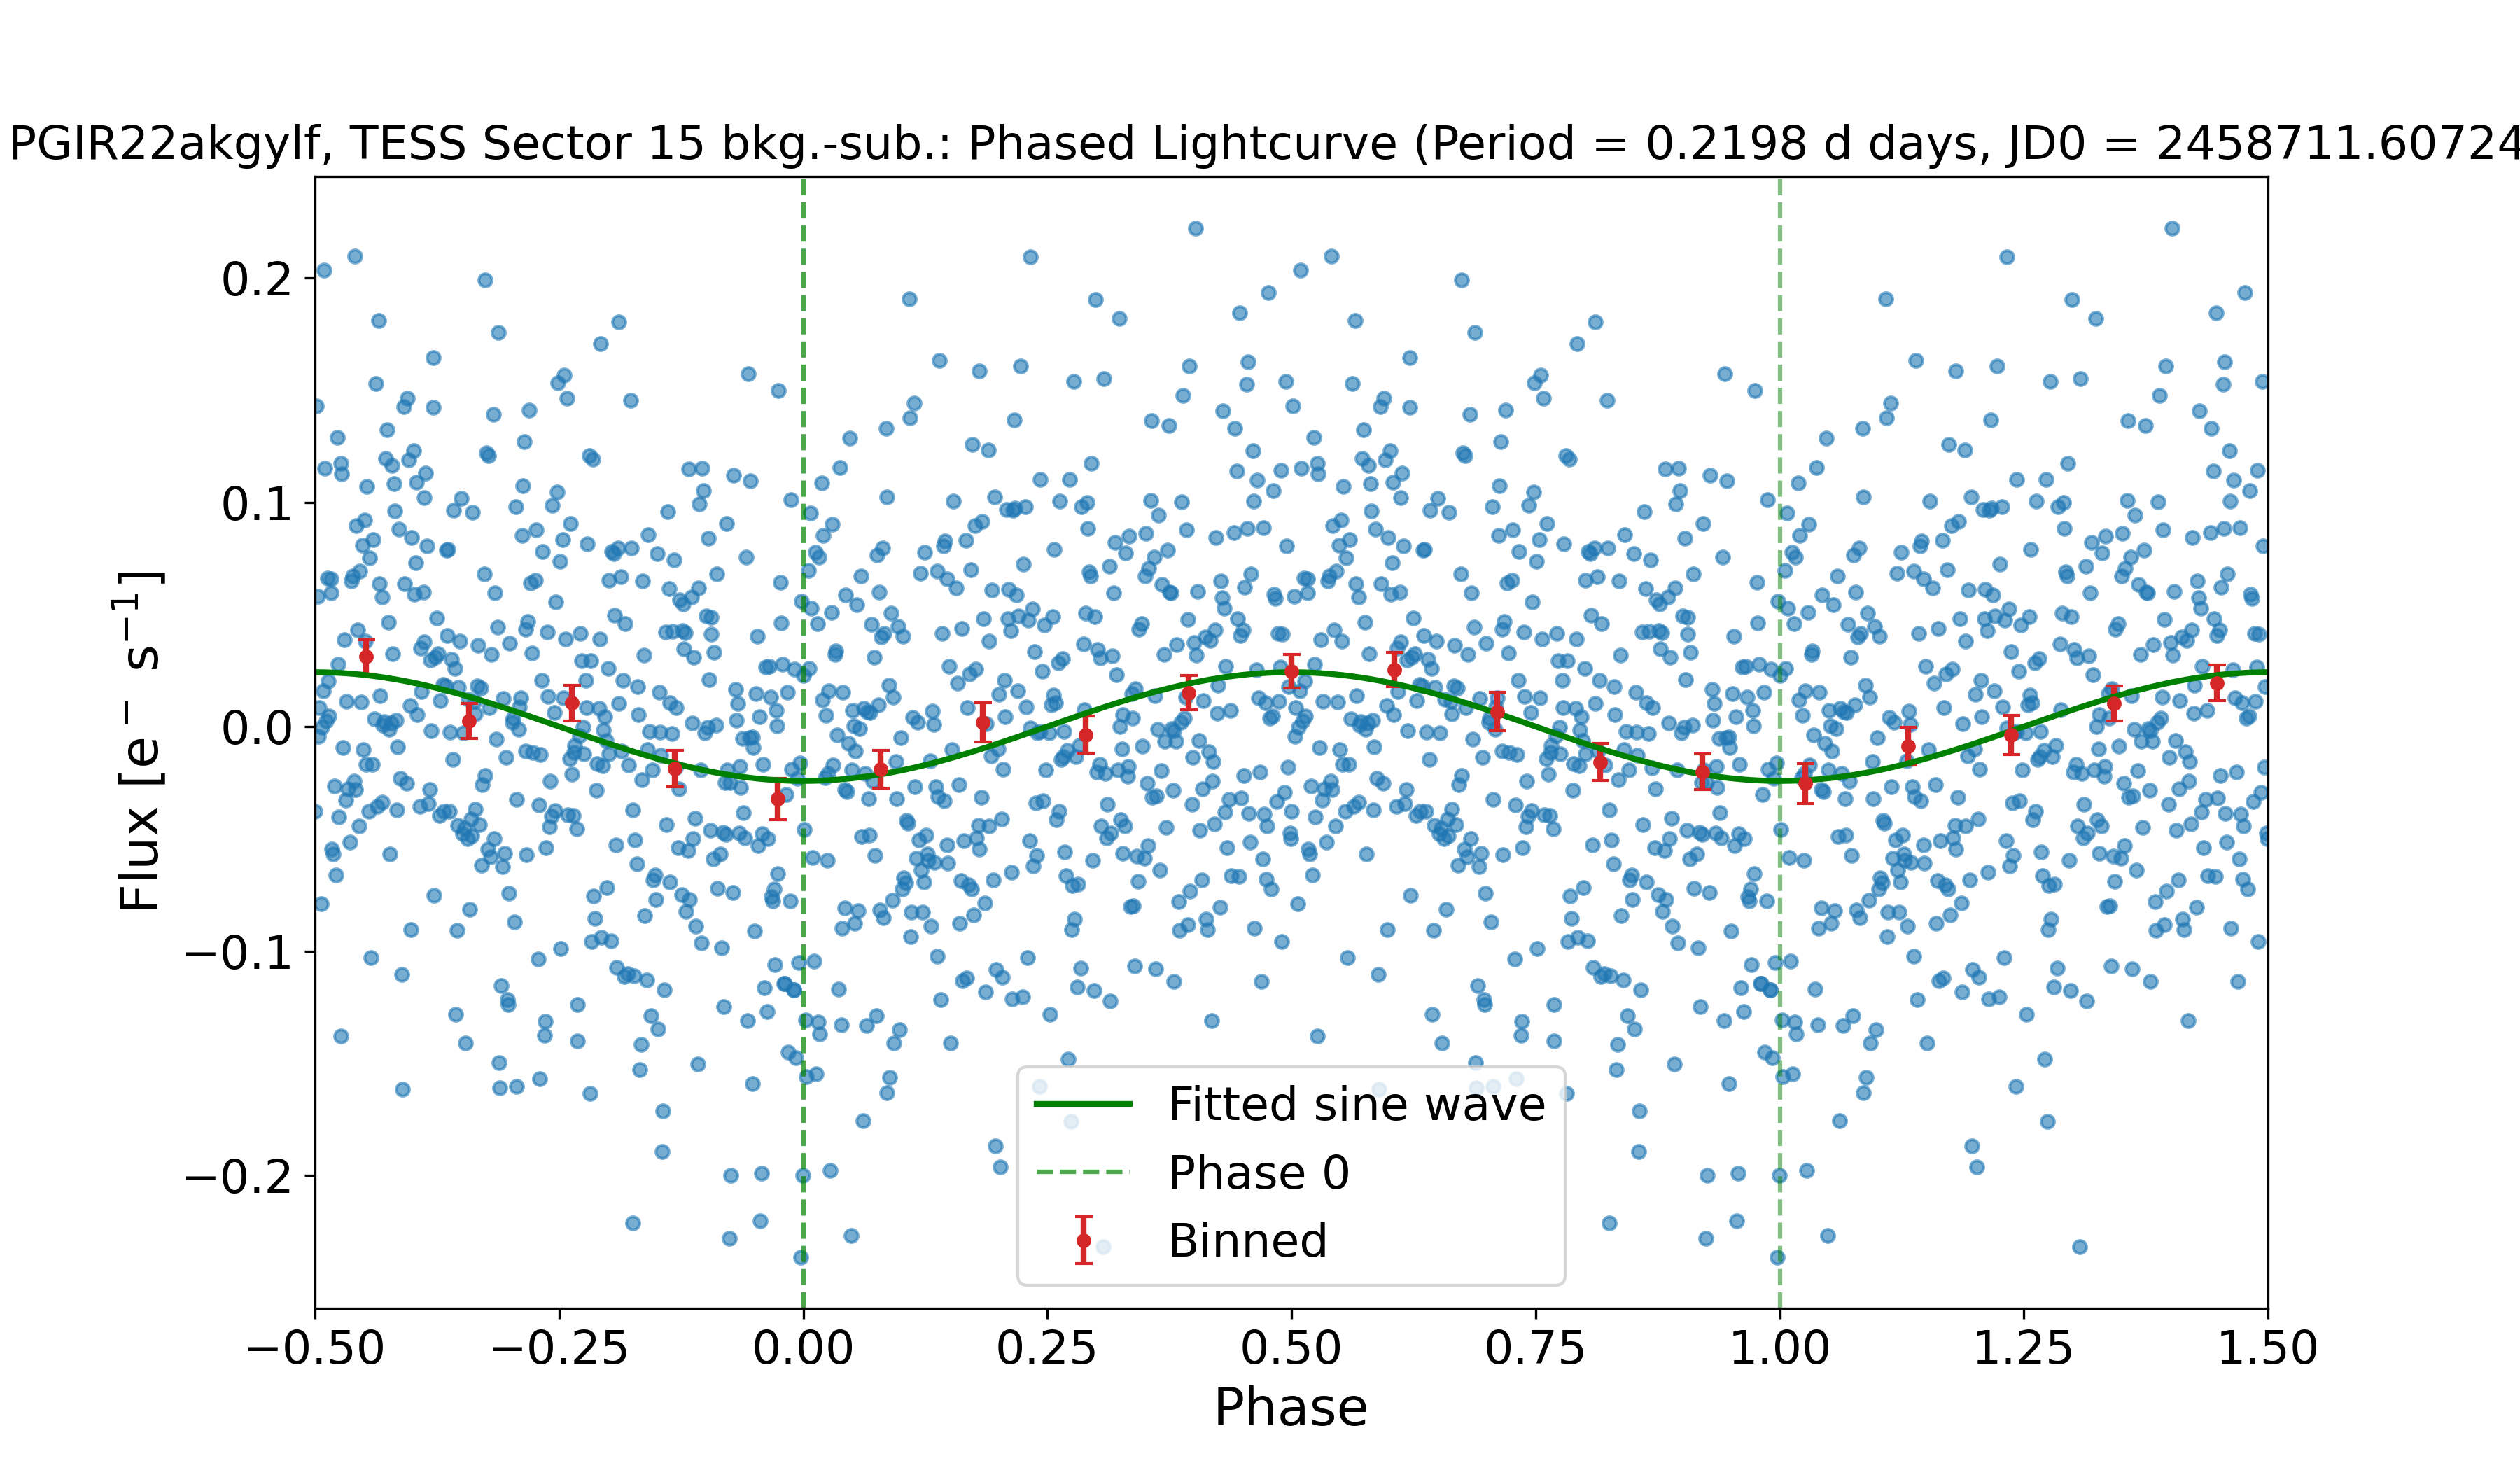 PGIR22akgylf, TESS Sector 15 bkg.-sub.: Phased Lightcurve (Period = 0.2198 d days, JD0 = 2458711.60724
Flux [e⁻ s⁻¹]
0.2
0.1
0.0
−0.1
−0.2
Fitted sine wave
Phase 0
Binned
−0.50 −0.25 0.00 0.25 0.50 0.75 1.00 1.25 1.50
Phase